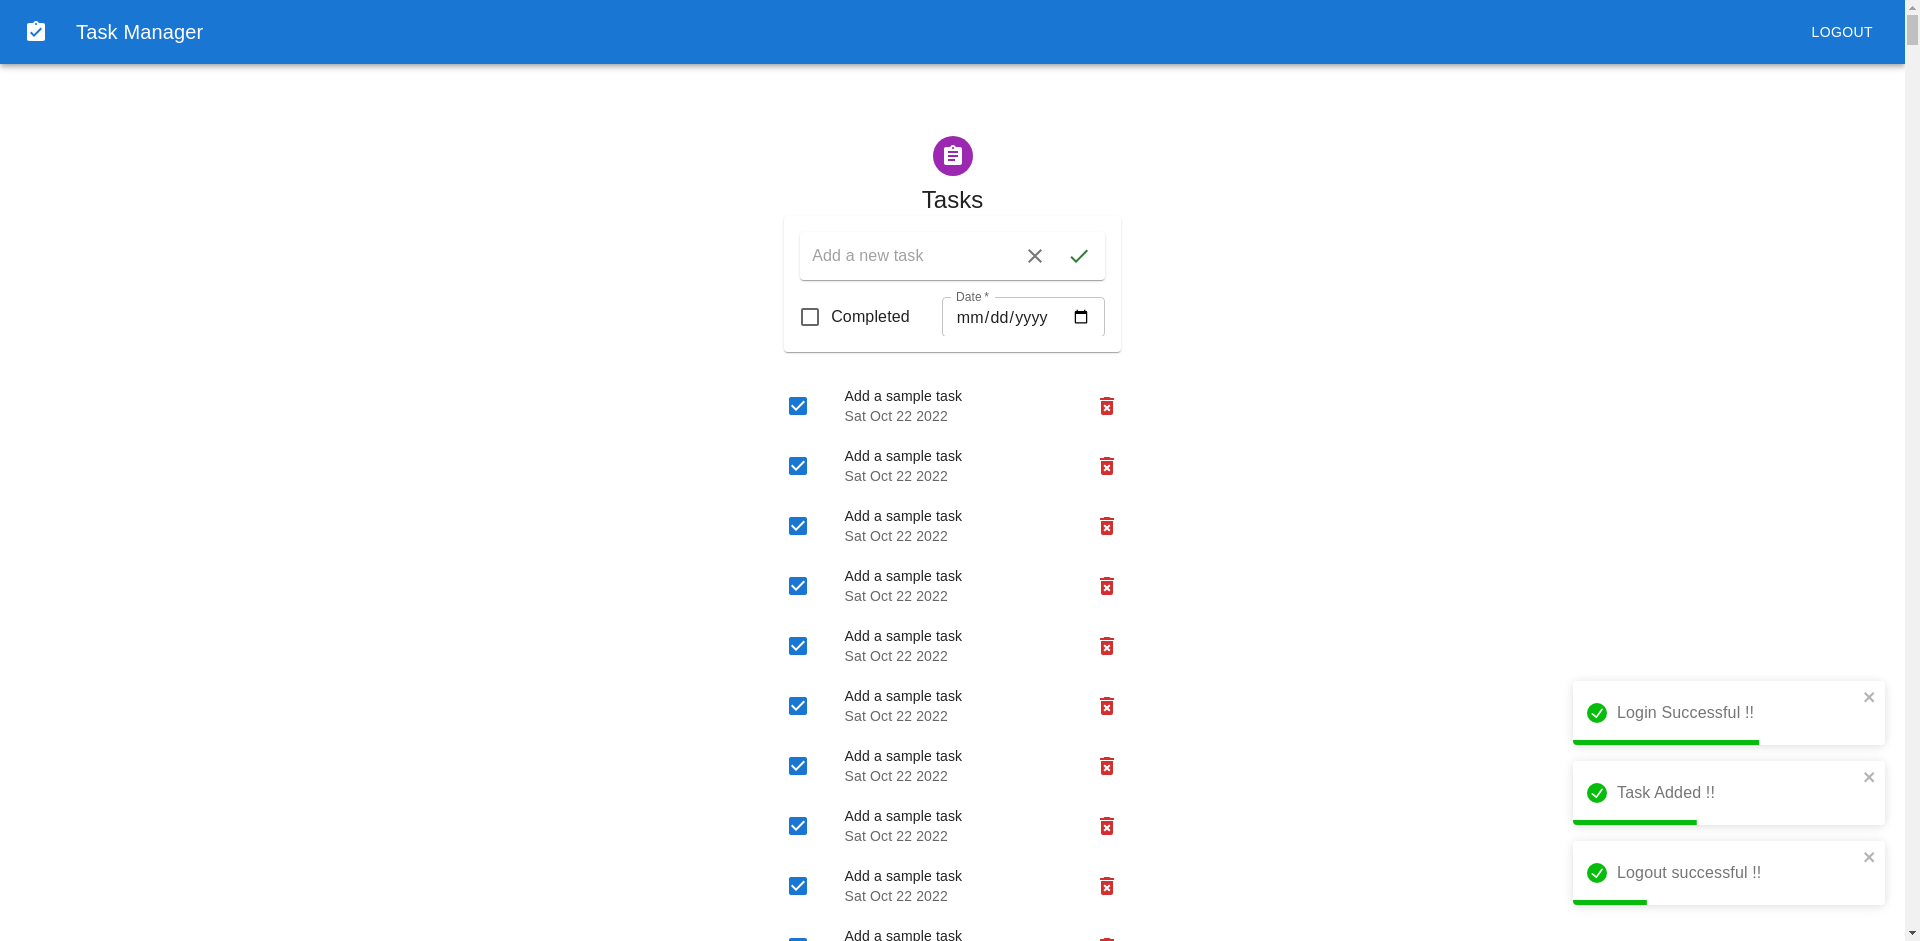 Task Manager
LOGOUT
Tasks
Add a new task
Completed
Date *
mm/dd/yyyy
Add a sample task
Sat Oct 22 2022
Add a sample task
Sat Oct 22 2022
Add a sample task
Sat Oct 22 2022
Add a sample task
Sat Oct 22 2022
Add a sample task
Sat Oct 22 2022
Add a sample task
Sat Oct 22 2022
Add a sample task
Sat Oct 22 2022
Add a sample task
Sat Oct 22 2022
Add a sample task
Sat Oct 22 2022
Add a sample task
Login Successful !!
Task Added !!
Logout successful !!